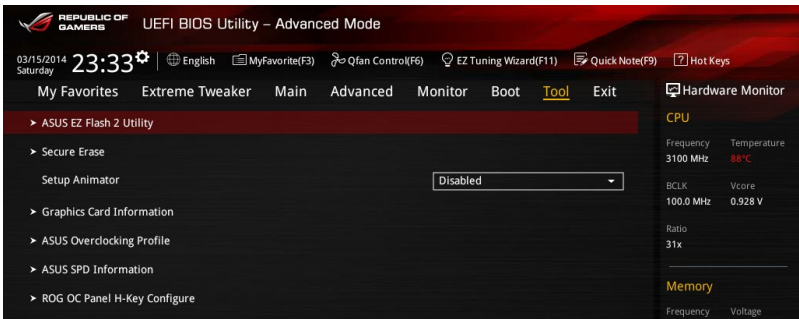 REPUBLIC OF
GAMERS
UEFI BIOS Utility – Advanced Mode
03/15/2014
Saturday
23:33
English
MyFavorite(F3)
Qfan Control(F6)
EZ Tuning Wizard(F11)
Quick Note(F9)
? Hot Keys
My Favorites
Extreme Tweaker
Main
Advanced
Monitor
Boot
Tool
Exit
Hardware Monitor
> ASUS EZ Flash 2 Utility
> Secure Erase
Setup Animator
Disabled
> Graphics Card Information
> ASUS Overclocking Profile
> ASUS SPD Information
> ROG OC Panel H-Key Configure
CPU
Frequency Temperature
3100 MHz 88°C
BCLK Vcore
100.0 MHz 0.928 V
Ratio
31x
Memory
Frequency Voltage